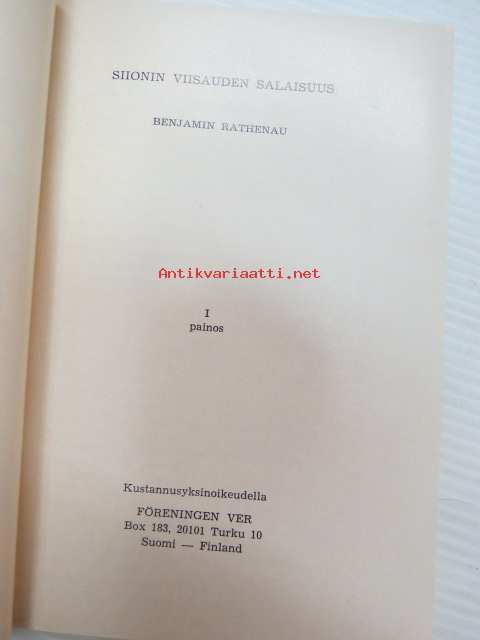 SIIONIN VIISAUDEN SALAISUUS
BENJAMIN RATHENAU
Antikvariaatti.net
I
painos
Kustannusyksinoikeudella
FÖRENINGEN VER
Box 183, 20101 Turku 10
Suomi — Finland